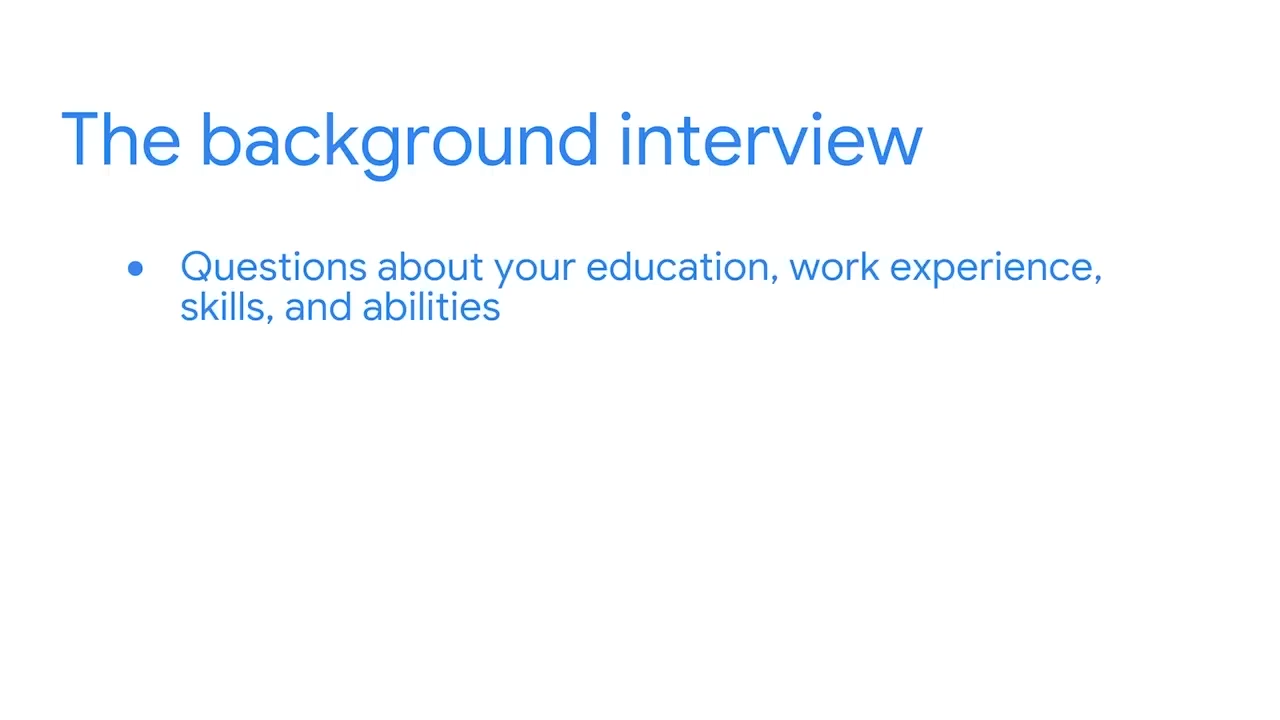 The background interview
● Questions about your education, work experience,
skills, and abilities